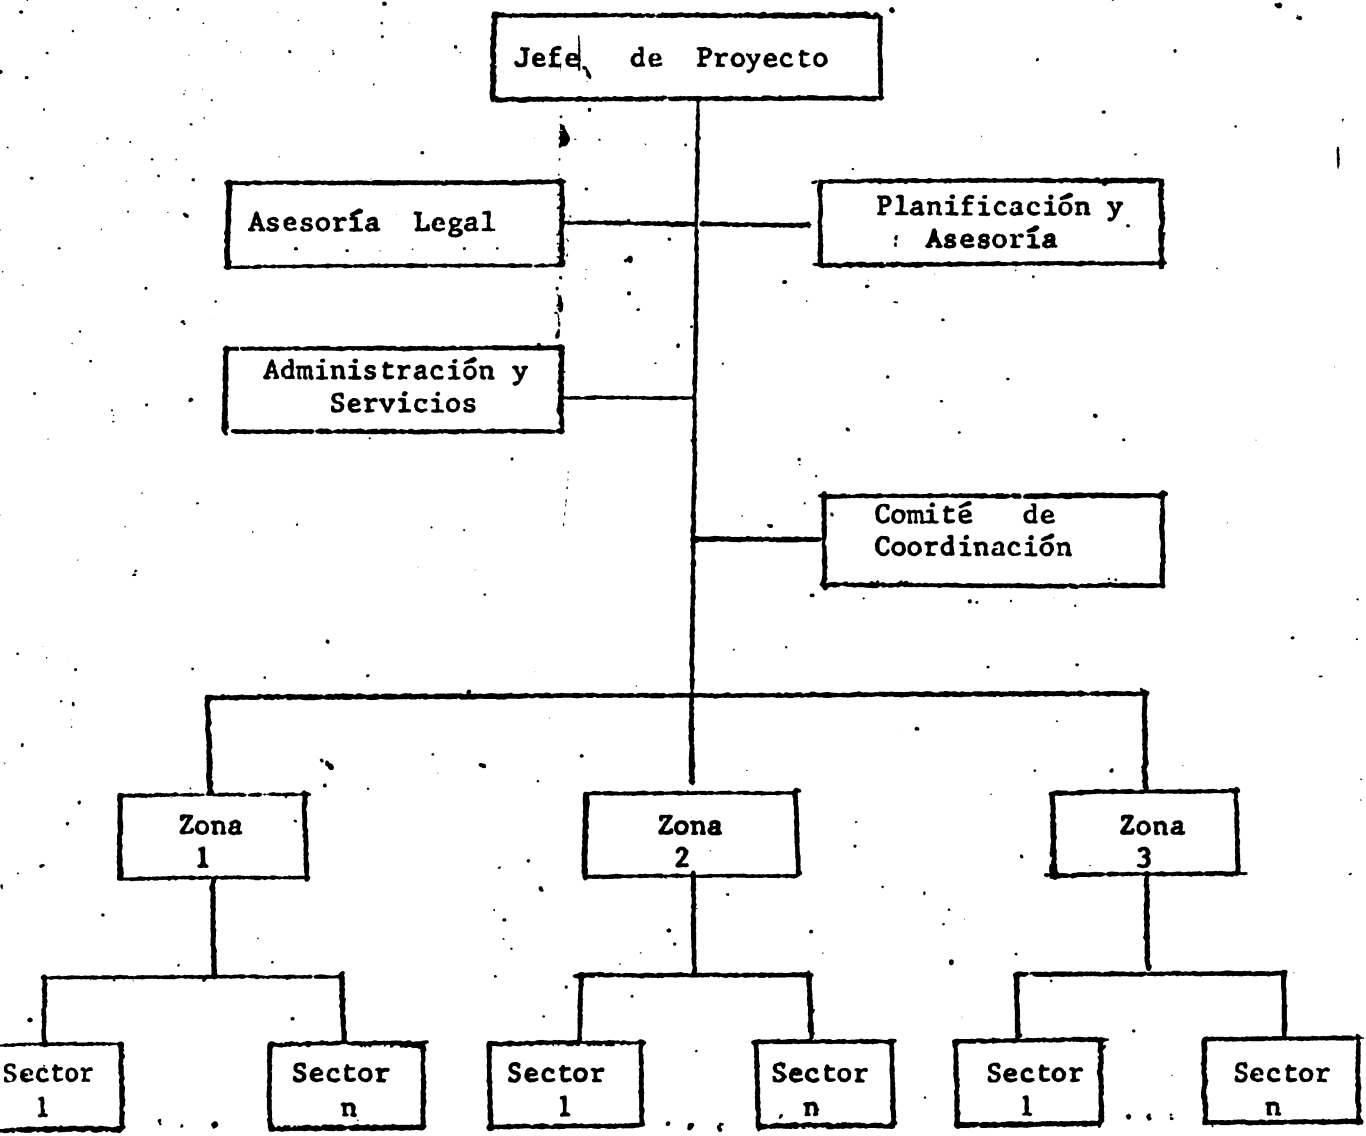 Jefe de Proyecto
Asesoría Legal
Planificación y
Asesoría
Administración y
Servicios
Comité de
Coordinación
Zona
1
Zona
2
Zona
3
Sector
1
Sector
n
Sector
1
Sector
n
Sector
1
Sector
n